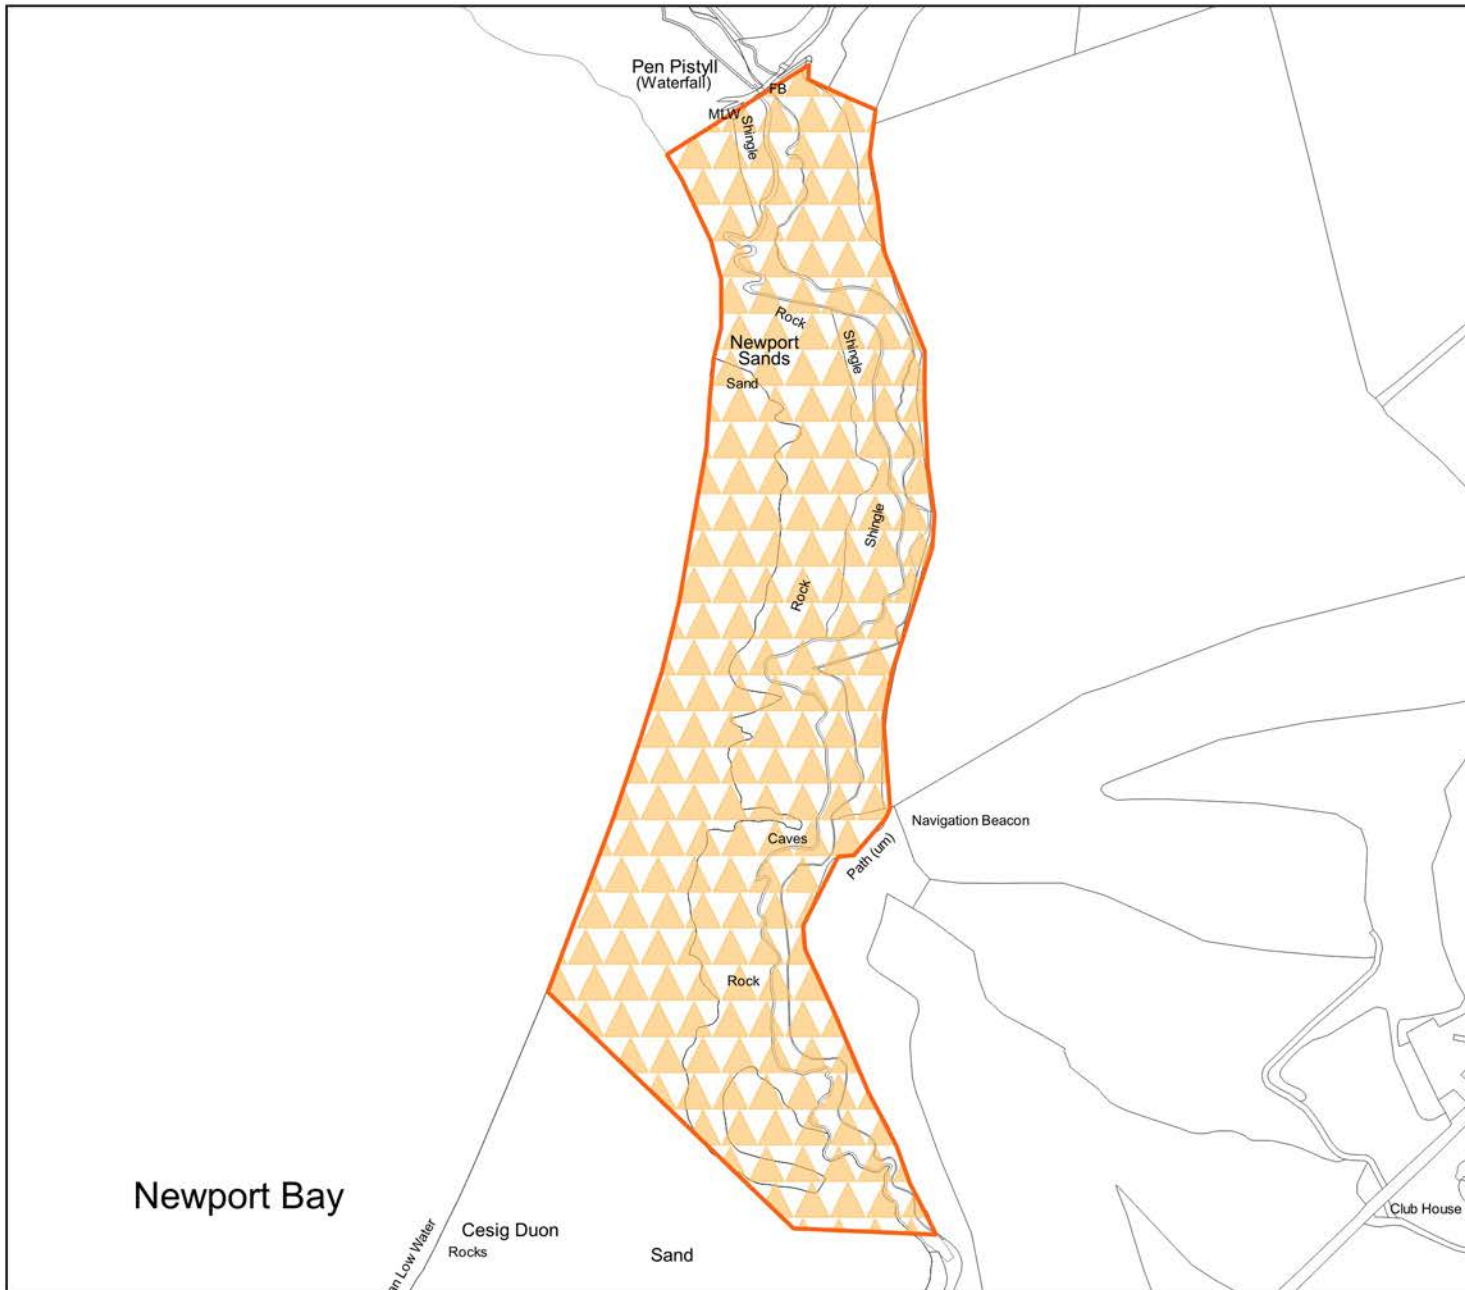 Pen Pistyll
(Waterfall)
FB
MLW
Shingle
Rock
Shingle
Newport
Sands
Sand
Shingle
Rock
Navigation Beacon
Caves
Path (um)
Rock
Newport Bay
Club House
Cesig Duon
Rocks
Sand
Low Water